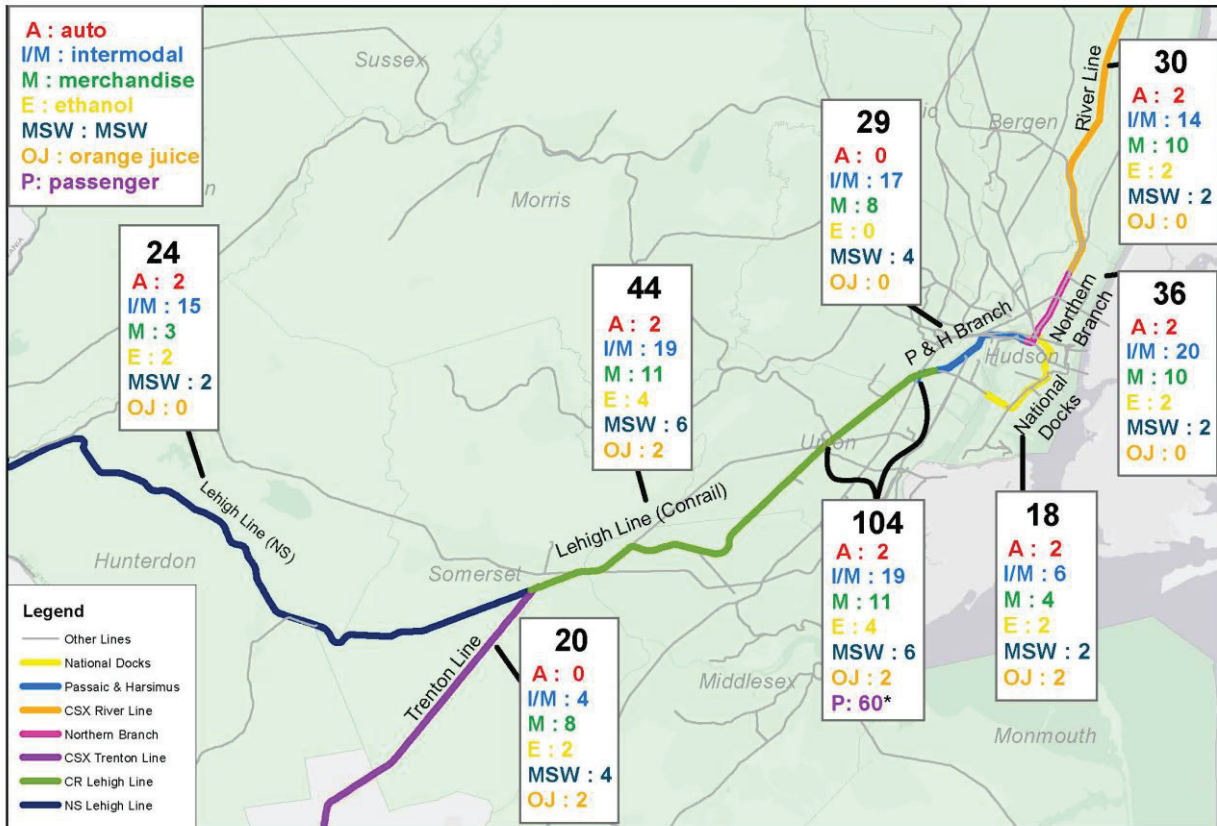 A : auto
I/M : intermodal
M : merchandise
E : ethanol
MSW : MSW
OJ : orange juice
P: passenger
Sussex
Bergen
Morris
River Line
30
A : 2
I/M : 14
M : 10
E : 2
MSW : 2
OJ : 0
29
A : 0
I/M : 17
M : 8
E : 0
MSW : 4
OJ : 0
24
A : 2
I/M : 15
M : 3
E : 2
MSW : 2
OJ : 0
44
A : 2
I/M : 19
M : 11
E : 4
MSW : 6
OJ : 2
36
A : 2
I/M : 20
M : 10
E : 2
MSW : 2
OJ : 0
P & H Branch
Northern
Branch
Hudson
National
Docks
Union
Lehigh Line (Conrail)
Lehigh Line (NS)
Hunterdon
Somerset
Trenton Line
104
A : 2
I/M : 19
M : 11
E : 4
MSW : 6
OJ : 2
P: 60*
18
A : 2
I/M : 6
M : 4
E : 2
MSW : 2
OJ : 2
20
A : 0
I/M : 4
M : 8
E : 2
MSW : 4
OJ : 2
Middlesex
Monmouth
Legend
Other Lines
National Docks
Passaic & Harsimus
CSX River Line
Northern Branch
CSX Trenton Line
CR Lehigh Line
NS Lehigh Line